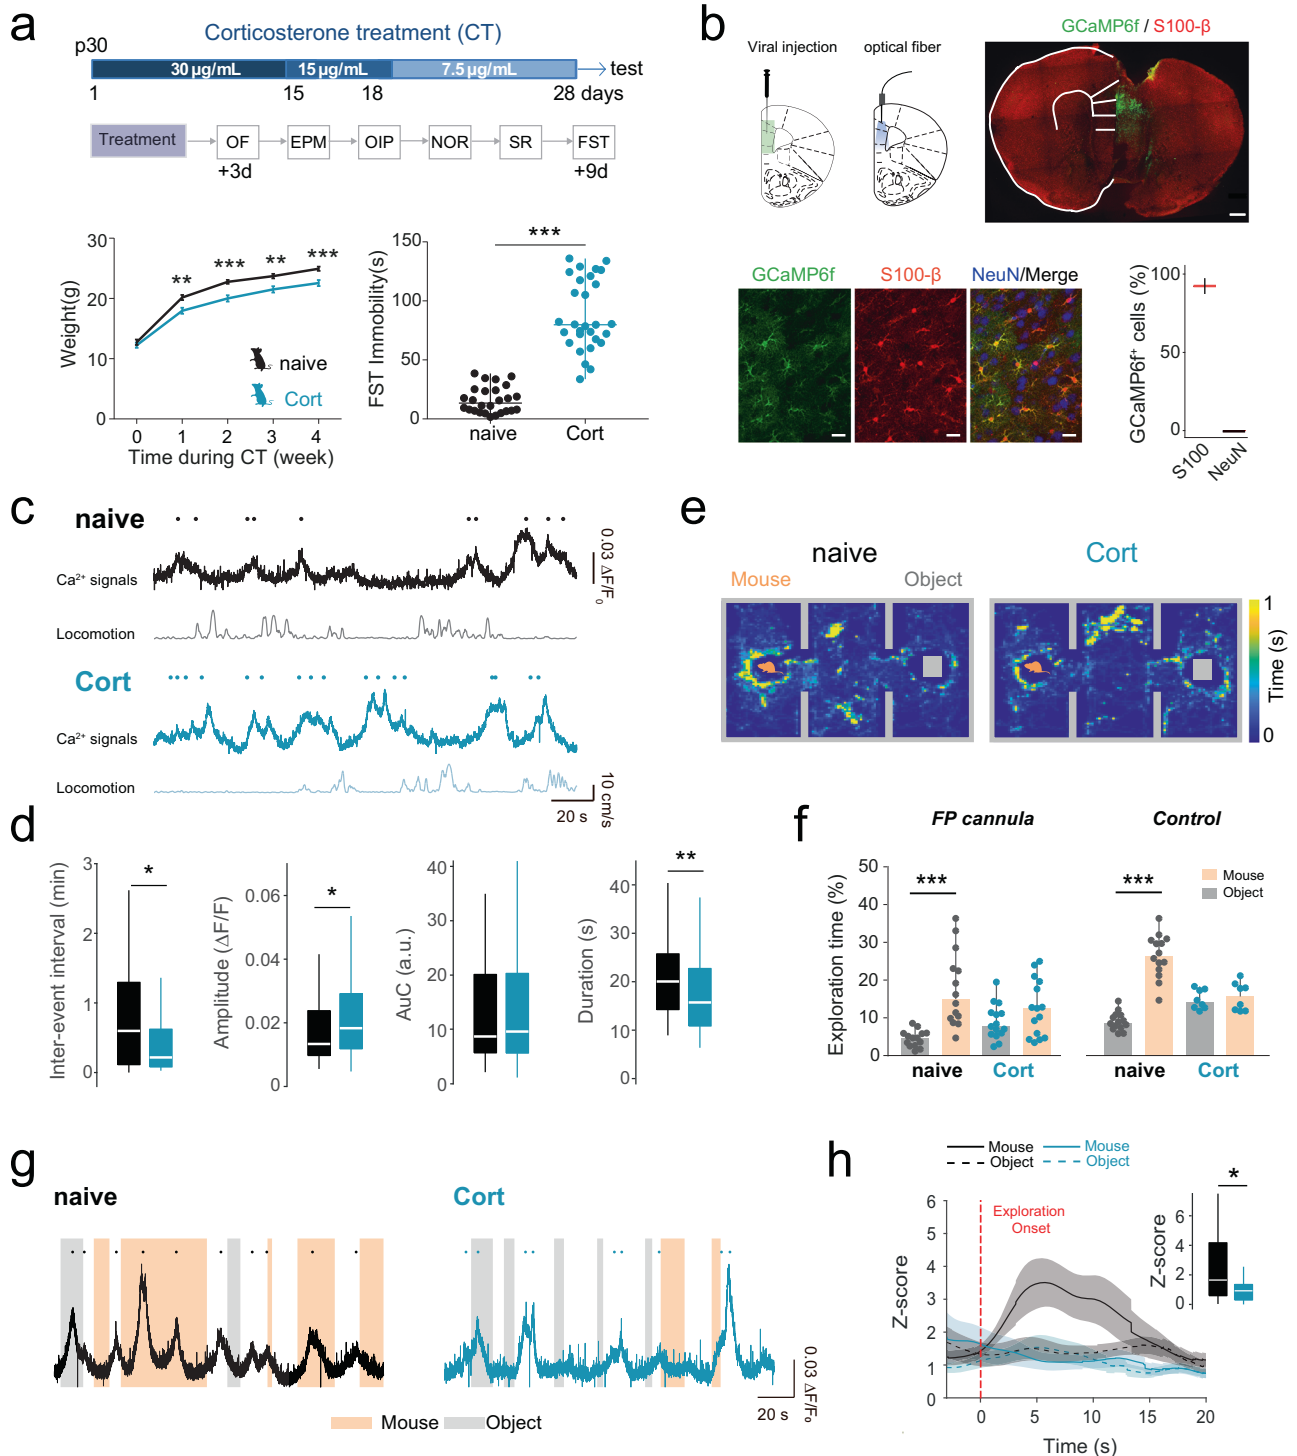 a
Corticosterone treatment (CT)
p30
30 µg/mL 15 µg/mL 7.5 µg/mL test
1 15 18 28 days
Treatment OF EPM OIP NOR SR FST
+3d +9d
30
20
10
0
Weight(g)
** *** ** ***
naive
Cort
0 1 2 3 4
Time during CT (week)
150
100
50
0
FST Immobility(s)
***
naive Cort
b
Viral injection optical fiber
GCaMP6f / S100-β
GCaMP6f S100-β NeuN/Merge
100
50
0
GCaMP6f⁺ cells (%)
S100 NeuN
c
naive
Ca²⁺ signals
0.03 ΔF/F₀
Locomotion
Cort
Ca²⁺ signals
Locomotion
10 cm/s
20 s
e
naive Cort
Mouse Object
1
0
Time (s)
d
3
2
1
0
Inter-event interval (min)
*
0.06
0.04
0.02
0
Amplitude (ΔF/F)
*
40
30
20
10
0
AuC (a.u.)
40
30
20
10
0
Duration (s)
**
f
FP cannula Control
50
40
30
20
10
0
Exploration time (%)
*** ***
Mouse
Object
naive Cort naive Cort
g
naive Cort
0.03 ΔF/F₀
20 s
Mouse Object
h
Mouse Mouse
Object Object
6
5
4
3
2
1
0
Z-score
Exploration
Onset
0 5 10 15 20
Time (s)
*
6
4
2
0
Z-score